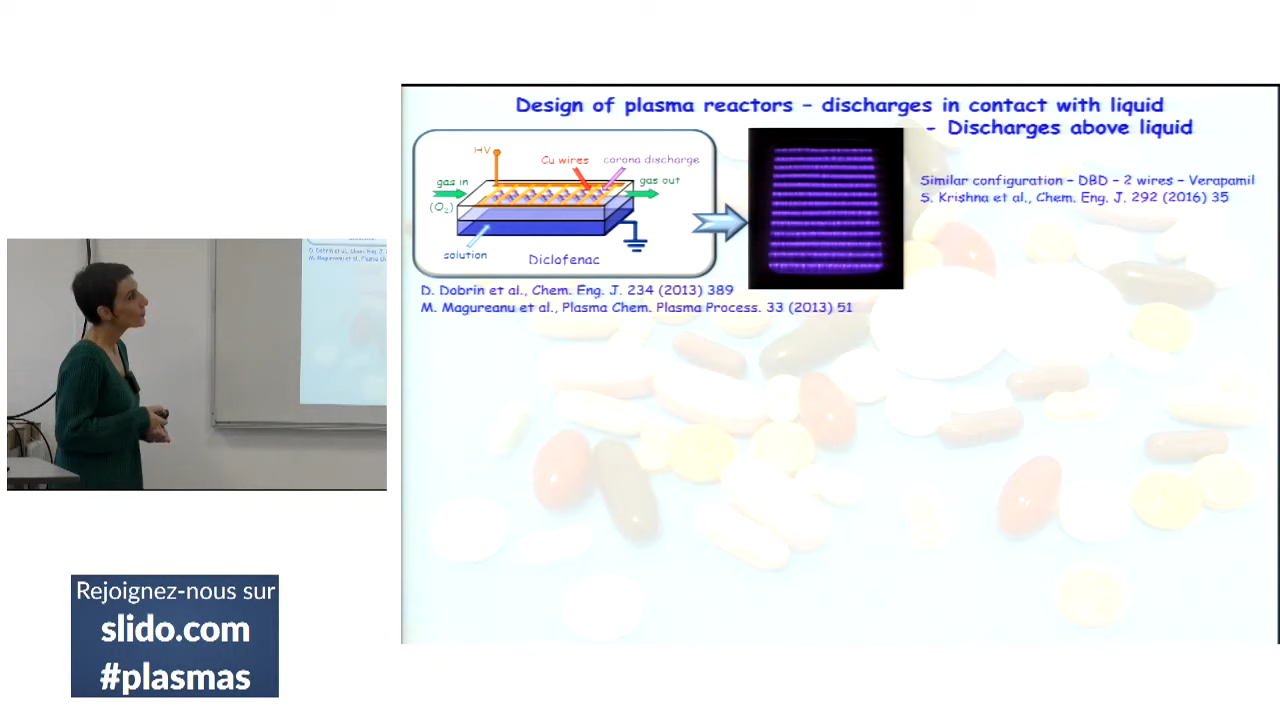 Design of plasma reactors – discharges in contact with liquid
– Discharges above liquid
HV
Cu wires
corona discharge
gas in
gas out
(O2)
solution
Diclofenac
Similar configuration – DBD – 2 wires – Verapamil
S. Krishna et al., Chem. Eng. J. 292 (2016) 35
D. Dobrin et al., Chem. Eng. J. 234 (2013) 389
M. Magureanu et al., Plasma Chem. Plasma Process. 33 (2013) 51
Rejoignez-nous sur
slido.com
#plasmas